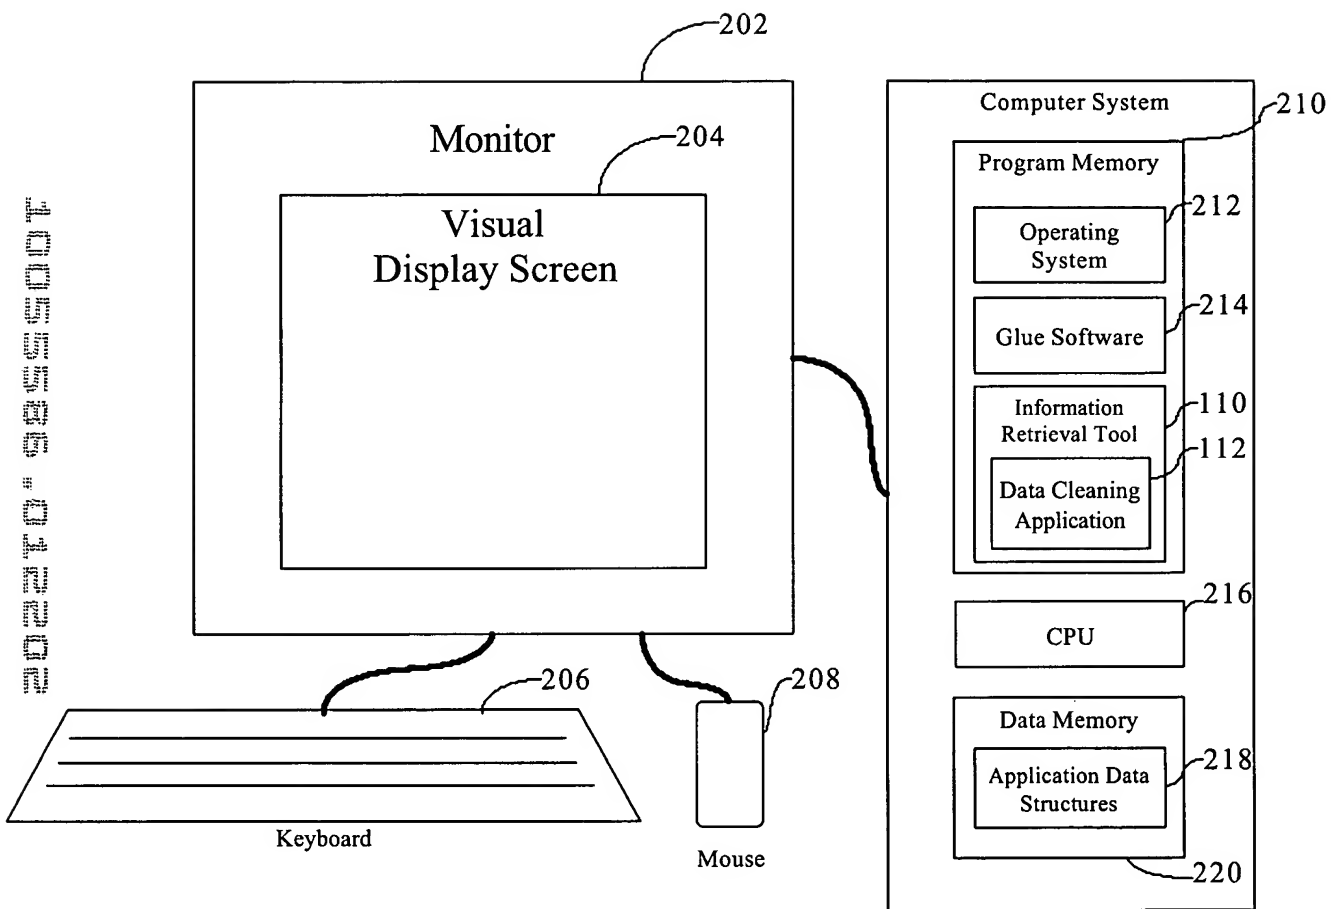 202
Monitor
204
Visual
Display Screen
206
Keyboard
208
Mouse
Computer System
210
Program Memory
212
Operating
System
214
Glue Software
110
Information
Retrieval Tool
112
Data Cleaning
Application
216
CPU
Data Memory
218
Application Data
Structures
220
10055586.012202